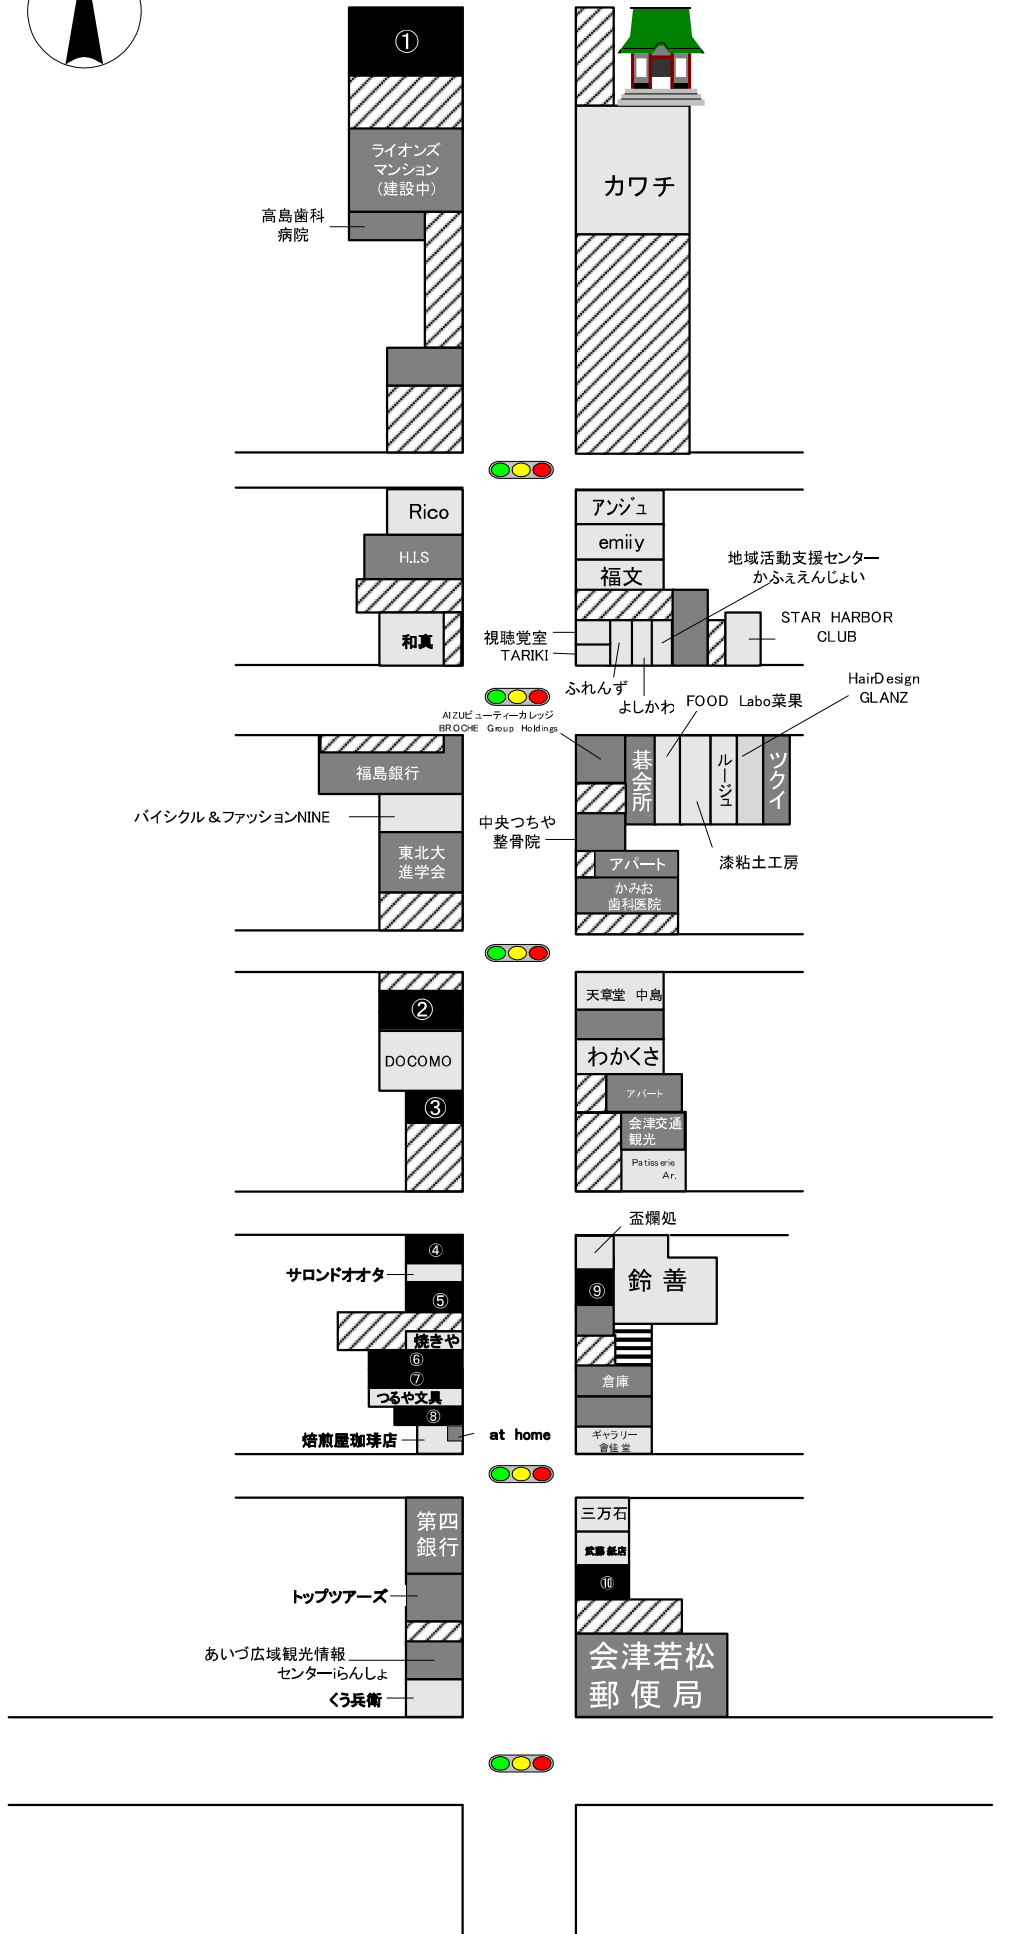 ①
ライオンズ
マンション
(建設中)
カワチ
高島歯科
病院
Rico
H.I.S
和真
アンジュ
emiiy
福文
地域活動支援センター
かふぇえんじょい
視聴覚室
TARIKI
STAR HARBOR
CLUB
ふれんず
よしかわ
FOOD Labo菜果
HairDesign
GLANZ
AIZUビューティーカレッジ
BROCHE Group Holdings
福島銀行
碁会所
ルージュ
ツクイ
バイシクル&ファッションNINE
中央つちや
整骨院
漆粘土工房
東北大
進学会
アパート
かみお
歯科医院
②
DOCOMO
③
天章堂 中島
わかくさ
アパート
会津交通
観光
Patisserie
Ar.
盃爛処
④
サロンドオオタ
⑤
焼きや
⑥
⑦
つるや文具
⑧
焙煎屋珈琲店
at home
鈴善
⑨
倉庫
ギャラリー
會佳堂
第四
銀行
トップツアーズ
あいづ広域観光情報
センターiらんしょ
くう兵衛
三万石
武藤紙店
⑩
会津若松
郵便局